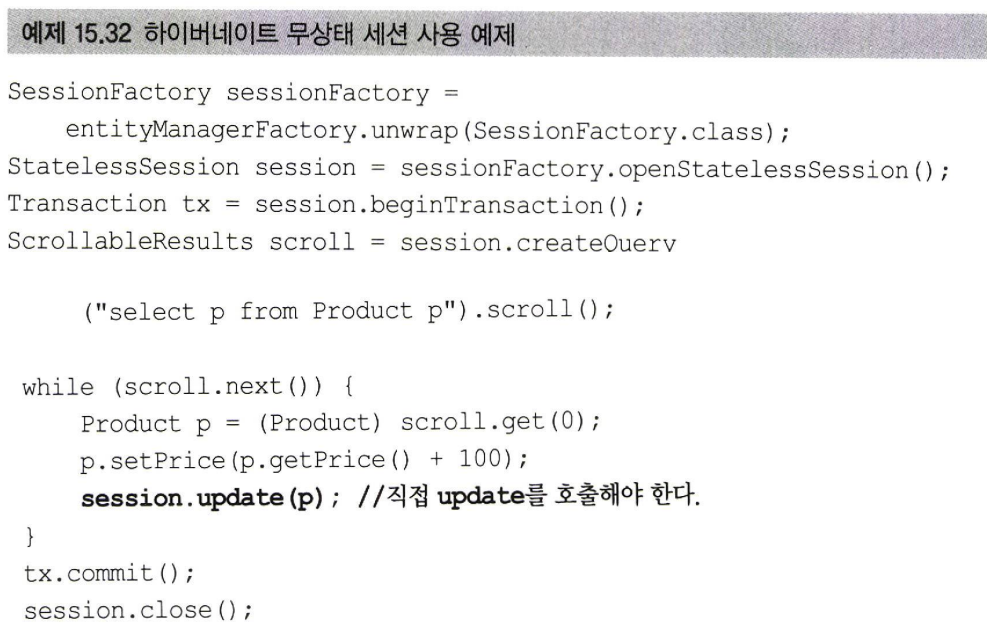 예제 15.32 하이버네이트 무상태 세션 사용 예제
SessionFactory sessionFactory =
    entityManagerFactory.unwrap(SessionFactory.class);
StatelessSession session = sessionFactory.openStatelessSession();
Transaction tx = session.beginTransaction();
ScrollableResults scroll = session.createQuery
    ("select p from Product p").scroll();
while (scroll.next()) {
    Product p = (Product) scroll.get(0);
    p.setPrice(p.getPrice() + 100);
    session.update(p); //직접 update를 호출해야 한다.
}
tx.commit();
session.close();